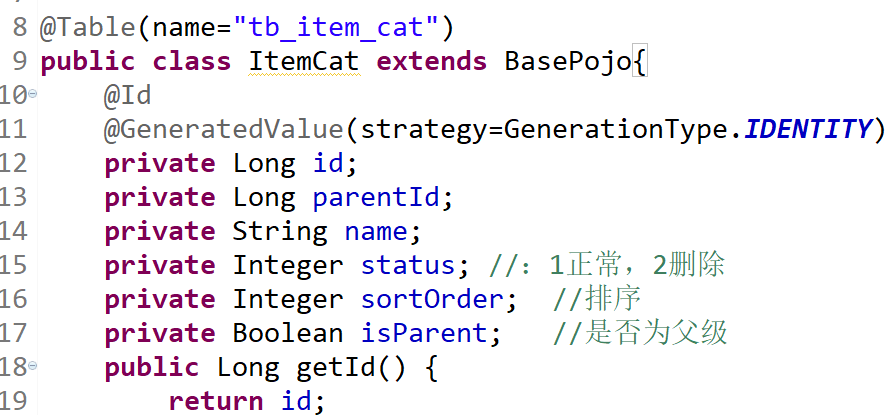 8 @Table(name="tb_item_cat")
9 public class ItemCat extends BasePojo{
10 @Id
11 @GeneratedValue(strategy=GenerationType.IDENTITY)
12 private Long id;
13 private Long parentId;
14 private String name;
15 private Integer status; //：1正常，2删除
16 private Integer sortOrder; //排序
17 private Boolean isParent; //是否为父级
18 public Long getId() {
19 return id;